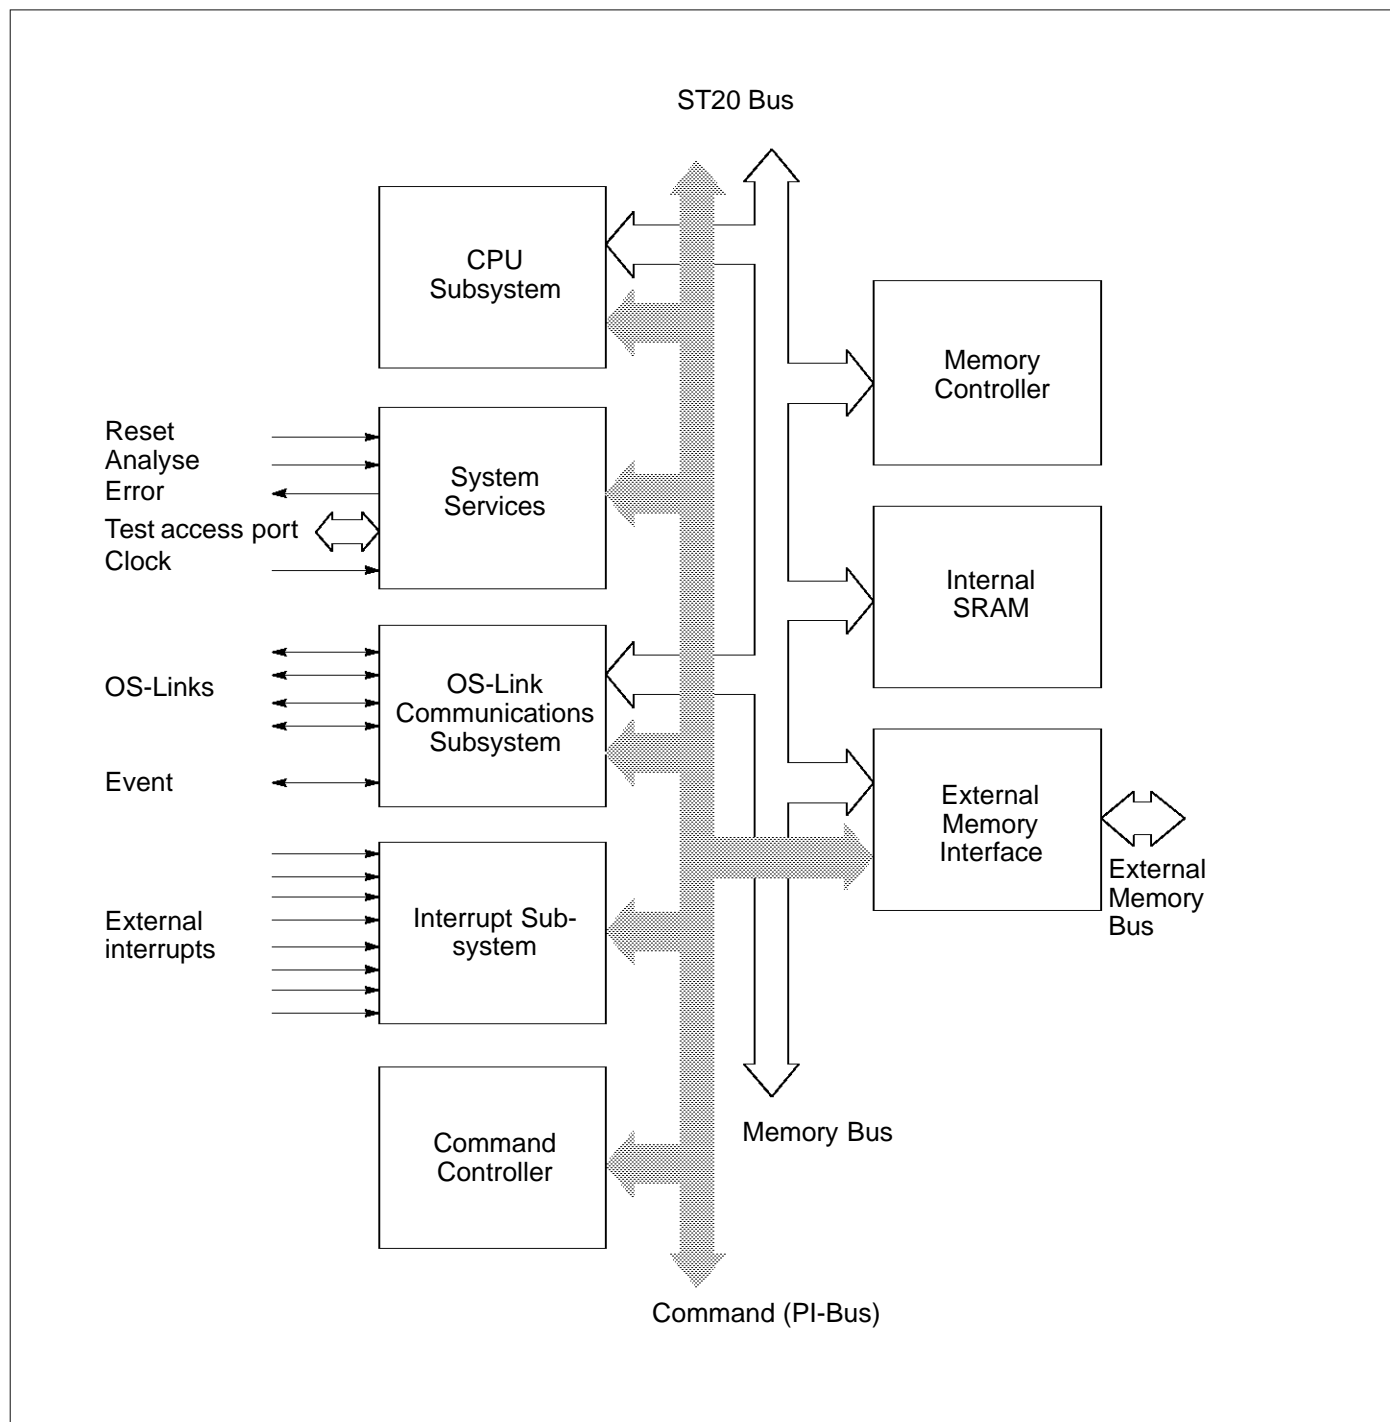 ST20 Bus
CPU
Subsystem
Memory
Controller
Reset
Analyse
Error
Test access port
Clock
System
Services
Internal
SRAM
OS-Links
Event
OS-Link
Communications
Subsystem
External
Memory
Interface
External
Memory
Bus
External
interrupts
Interrupt Sub-
system
Memory Bus
Command
Controller
Command (PI-Bus)